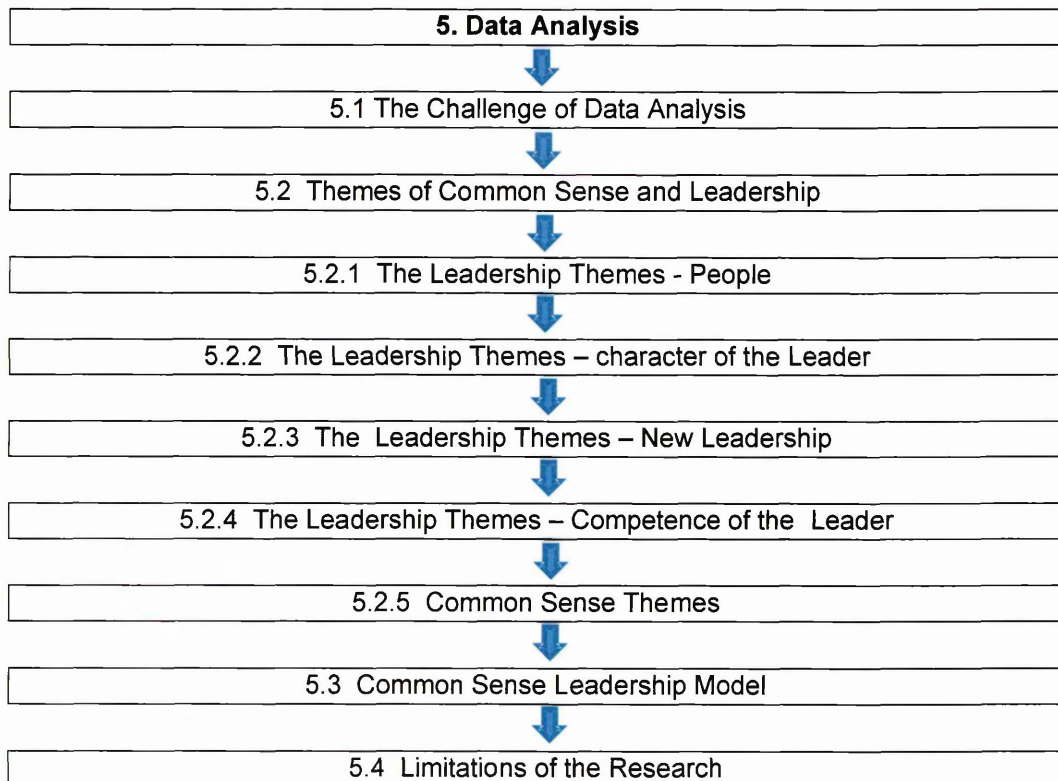 5. Data Analysis
5.1 The Challenge of Data Analysis
5.2 Themes of Common Sense and Leadership
5.2.1 The Leadership Themes - People
5.2.2 The Leadership Themes – character of the Leader
5.2.3 The Leadership Themes – New Leadership
5.2.4 The Leadership Themes – Competence of the Leader
5.2.5 Common Sense Themes
5.3 Common Sense Leadership Model
5.4 Limitations of the Research